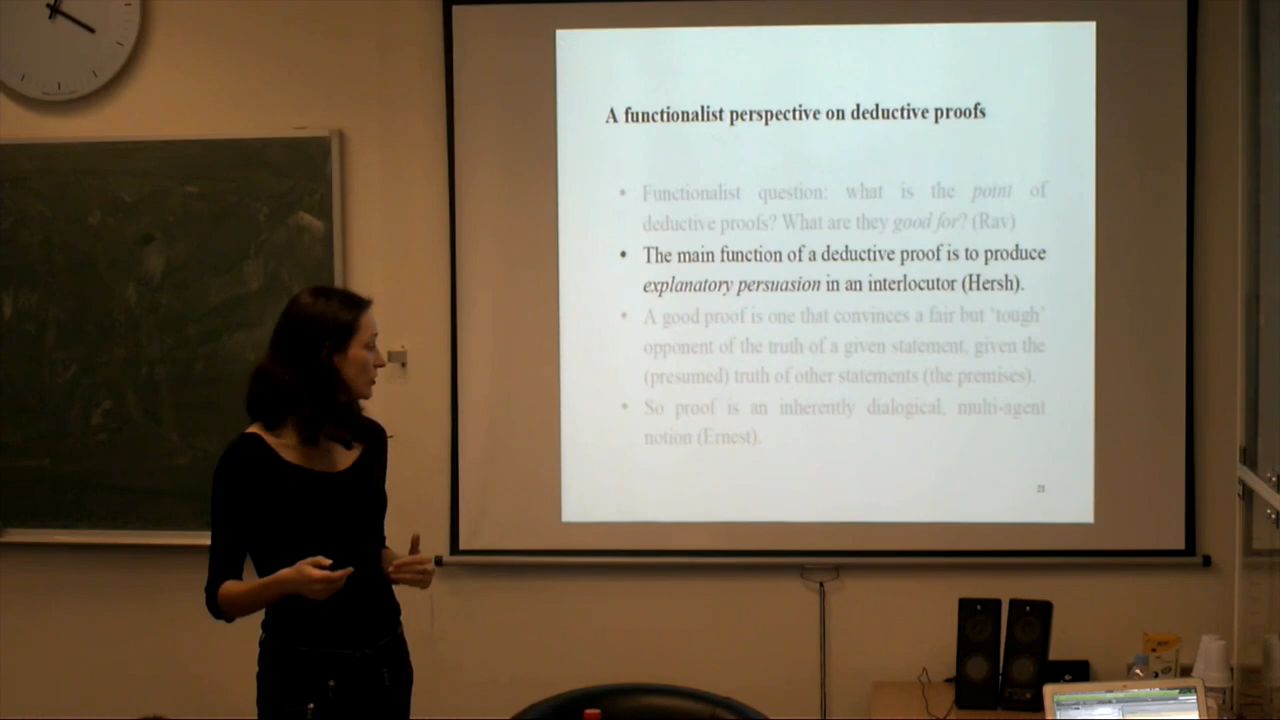 A functionalist perspective on deductive proofs
• Functionalist question: what is the point of
deductive proofs? What are they good for? (Rav)
• The main function of a deductive proof is to produce
explanatory persuasion in an interlocutor (Hersh).
• A good proof is one that convinces a fair but ‘tough’
opponent of the truth of a given statement, given the
(presumed) truth of other statements (the premises).
• So proof is an inherently dialogical, multi-agent
notion (Ernest).